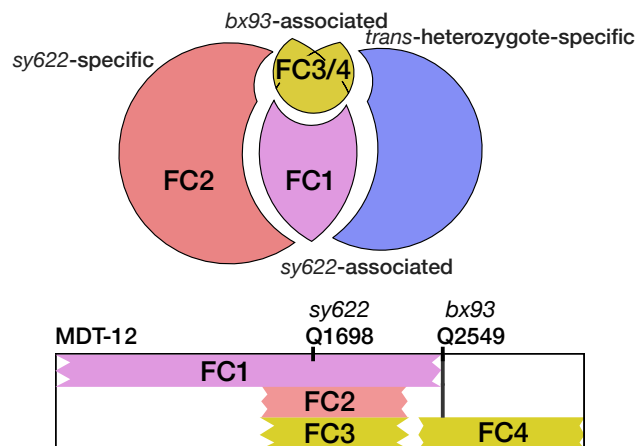 bx93-associated
trans-heterozygote-specific
sy622-specific
FC3/4
FC2
FC1
sy622-associated
sy622 bx93
MDT-12 Q1698 Q2549
FC1
FC2
FC3 FC4